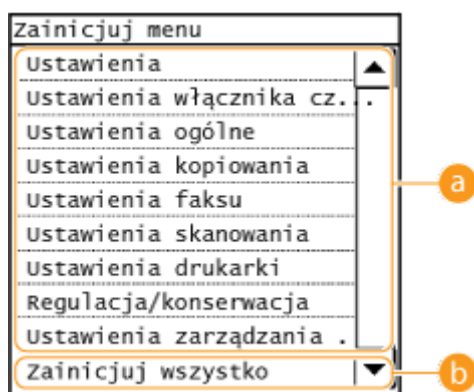 Zainicjuj menu
Ustawienia
Ustawienia włącznika cz...
Ustawienia ogólne
Ustawienia kopiowania
Ustawienia faksu
Ustawienia skanowania
Ustawienia drukarki
Regulacja/konserwacja
Ustawienia zarządzania .
Zainicjuj wszystko
a
b